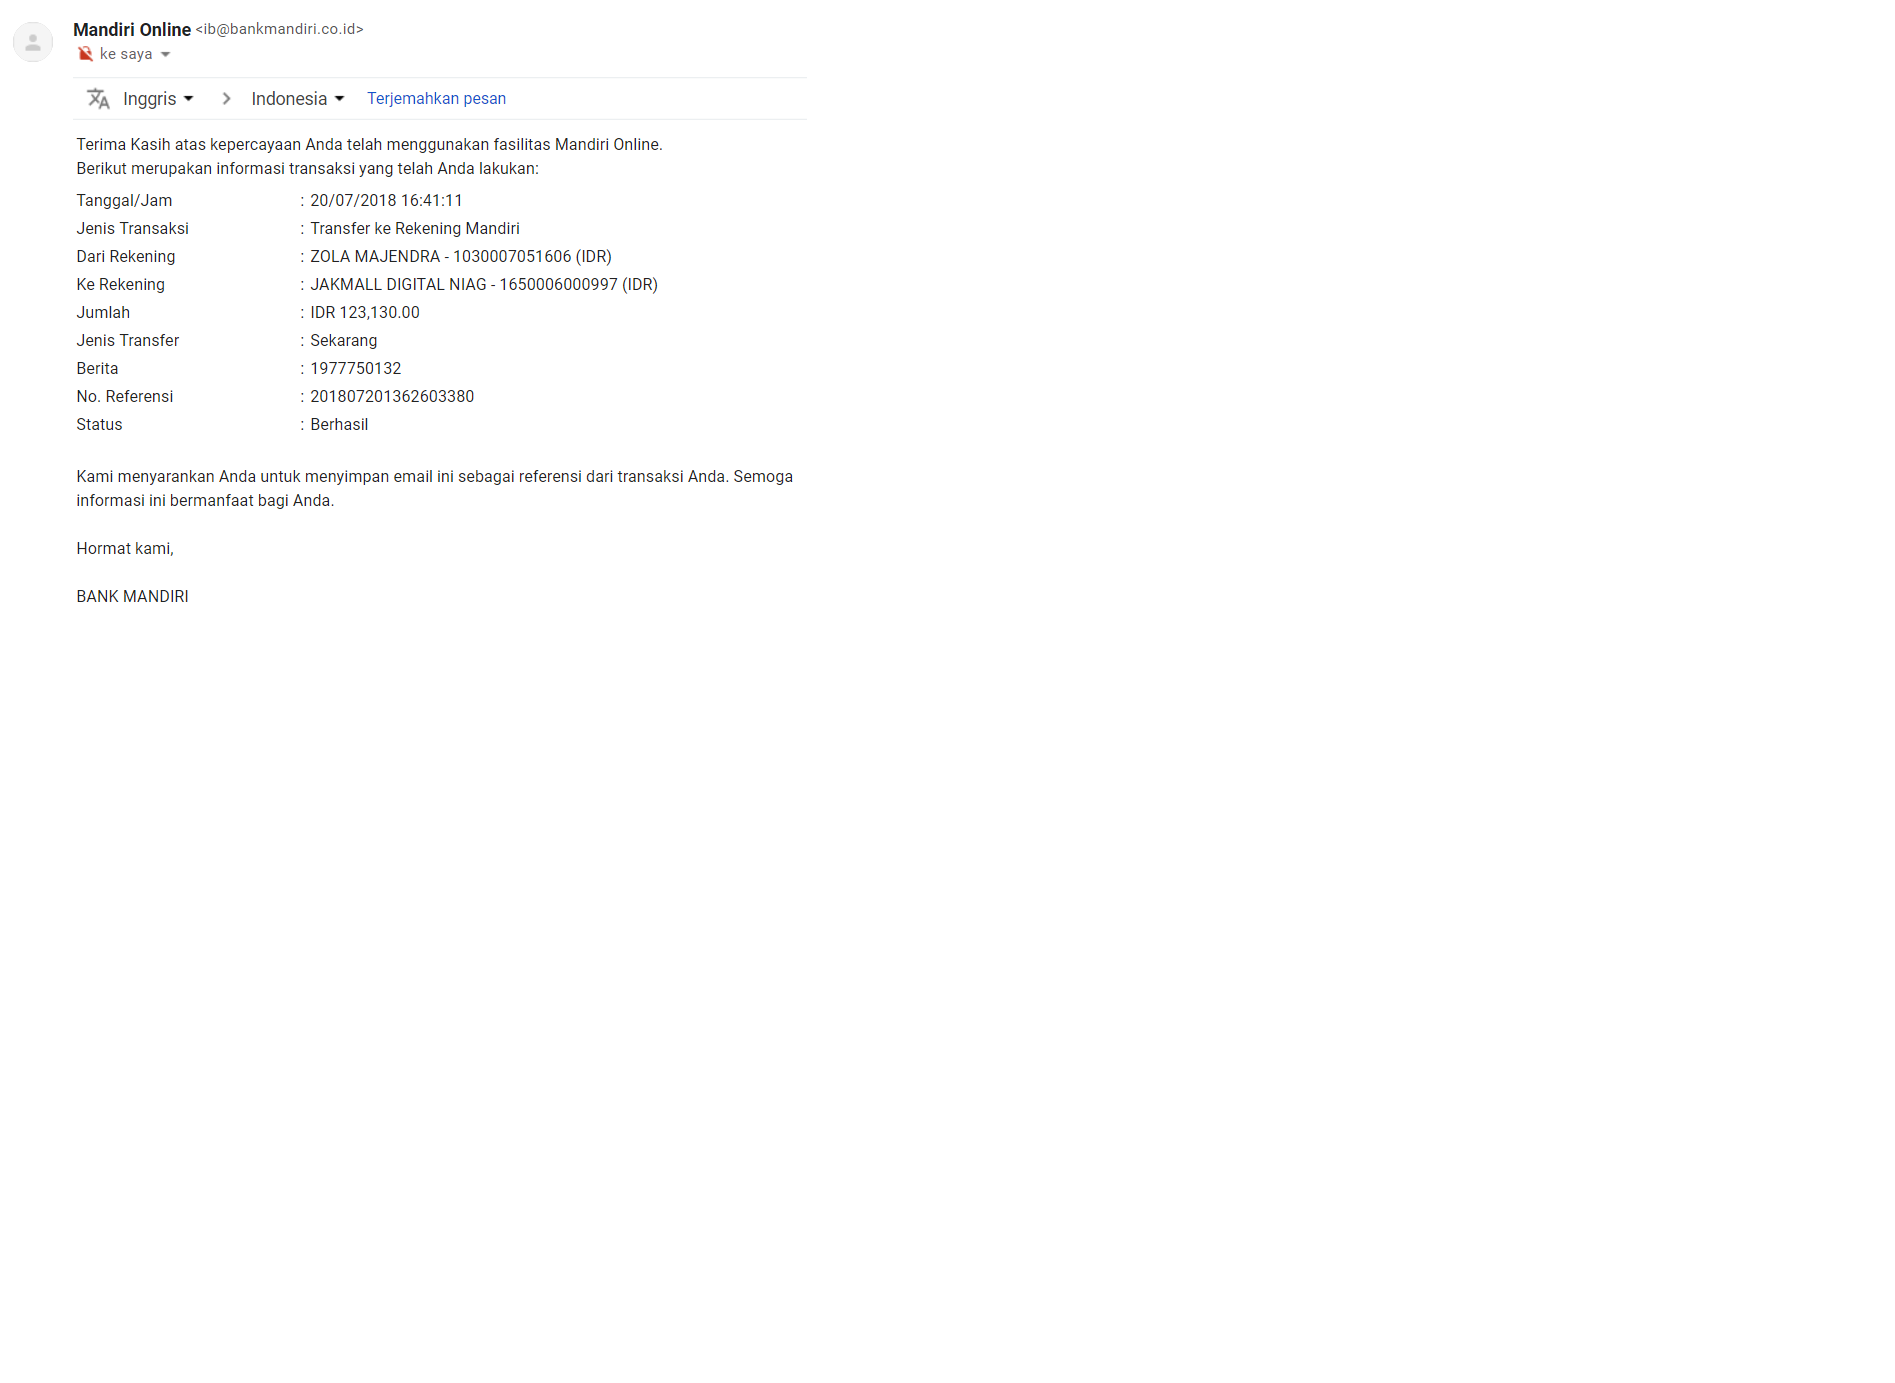 Mandiri Online <ib@bankmandiri.co.id>
ke saya
Inggris > Indonesia Terjemahkan pesan
Terima Kasih atas kepercayaan Anda telah menggunakan fasilitas Mandiri Online.
Berikut merupakan informasi transaksi yang telah Anda lakukan:
Tanggal/Jam : 20/07/2018 16:41:11
Jenis Transaksi : Transfer ke Rekening Mandiri
Dari Rekening : ZOLA MAJENDRA - 1030007051606 (IDR)
Ke Rekening : JAKMALL DIGITAL NIAG - 1650006000997 (IDR)
Jumlah : IDR 123,130.00
Jenis Transfer : Sekarang
Berita : 1977750132
No. Referensi : 201807201362603380
Status : Berhasil
Kami menyarankan Anda untuk menyimpan email ini sebagai referensi dari transaksi Anda. Semoga
informasi ini bermanfaat bagi Anda.
Hormat kami,
BANK MANDIRI